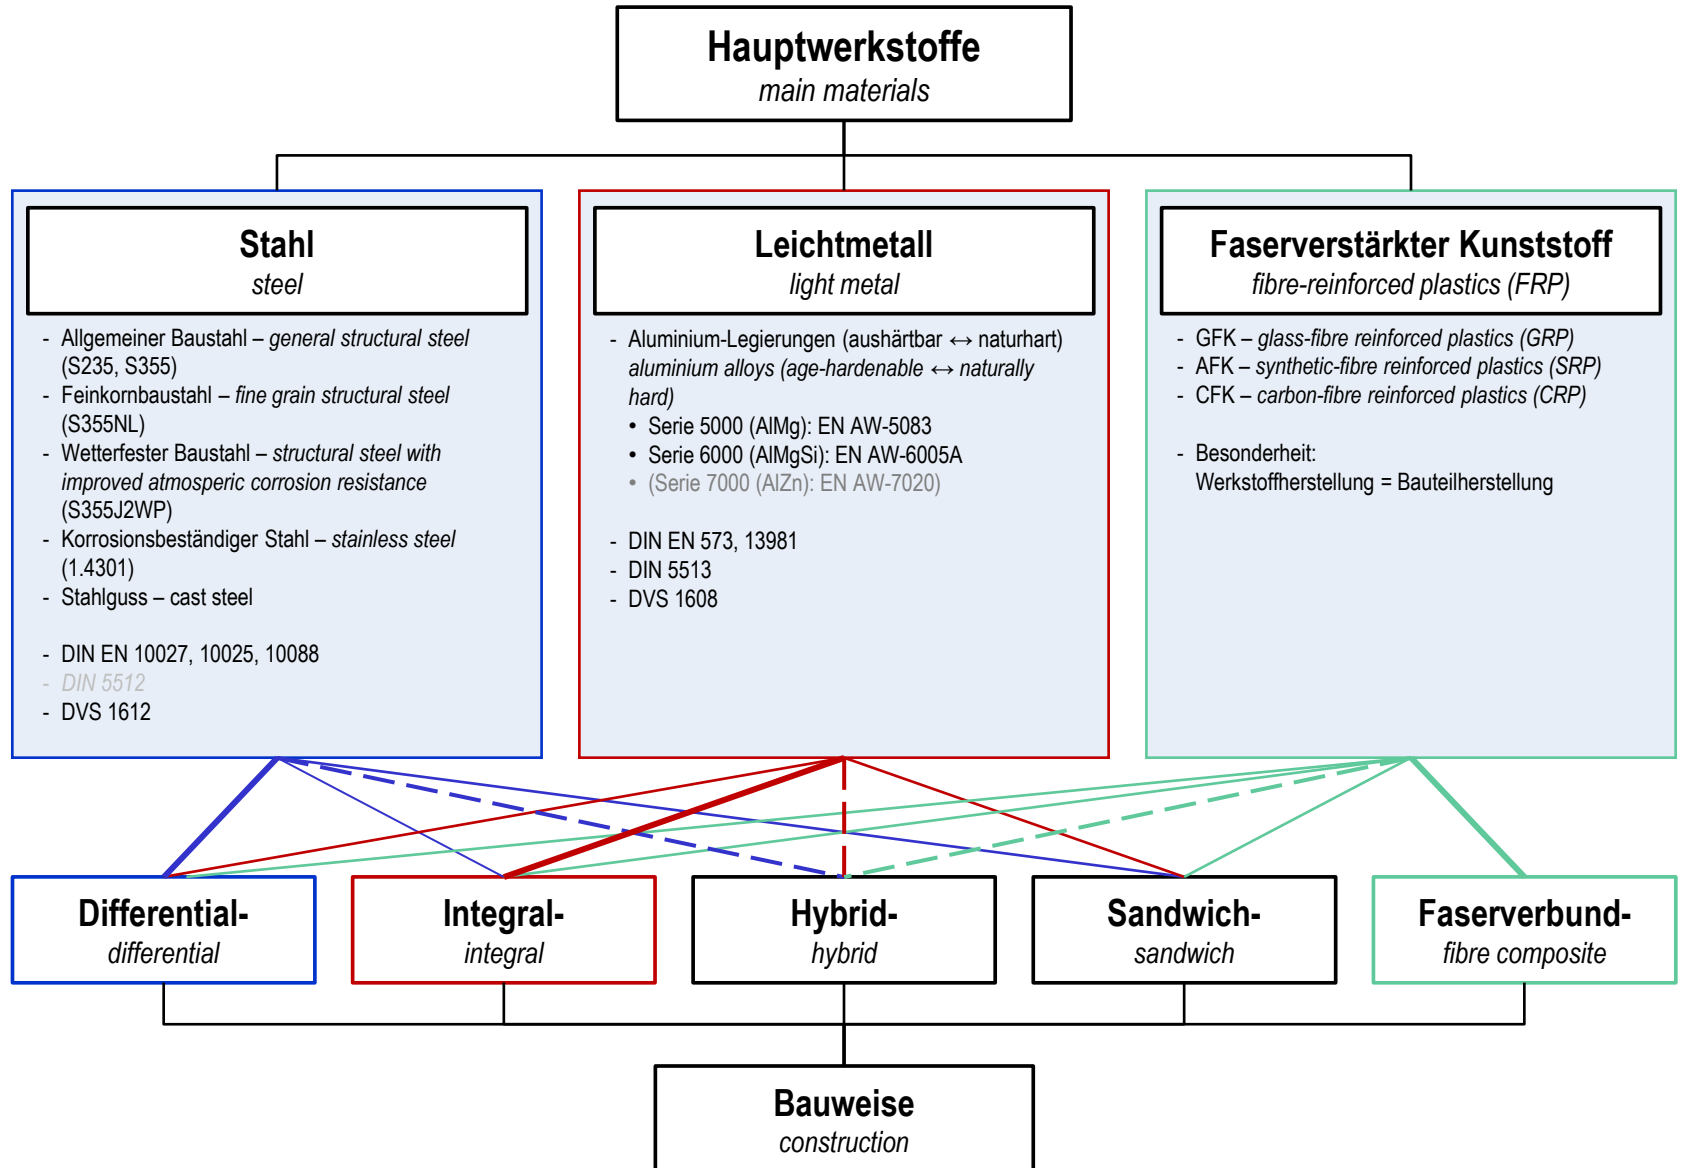 Hauptwerkstoffe
main materials
Stahl
steel
- Allgemeiner Baustahl – general structural steel
(S235, S355)
- Feinkornbaustahl – fine grain structural steel
(S355NL)
- Wetterfester Baustahl – structural steel with
improved atmosperic corrosion resistance
(S355J2WP)
- Korrosionsbeständiger Stahl – stainless steel
(1.4301)
- Stahlguss – cast steel
- DIN EN 10027, 10025, 10088
- DIN 5512
- DVS 1612
Leichtmetall
light metal
- Aluminium-Legierungen (aushärtbar ↔ naturhart)
aluminium alloys (age-hardenable ↔ naturally
hard)
• Serie 5000 (AlMg): EN AW-5083
• Serie 6000 (AlMgSi): EN AW-6005A
• (Serie 7000 (AlZn): EN AW-7020)
- DIN EN 573, 13981
- DIN 5513
- DVS 1608
Faserverstärkter Kunststoff
fibre-reinforced plastics (FRP)
- GFK – glass-fibre reinforced plastics (GRP)
- AFK – synthetic-fibre reinforced plastics (SRP)
- CFK – carbon-fibre reinforced plastics (CRP)
- Besonderheit:
Werkstoffherstellung = Bauteilherstellung
Differential-
differential
Integral-
integral
Hybrid-
hybrid
Sandwich-
sandwich
Faserverbund-
fibre composite
Bauweise
construction